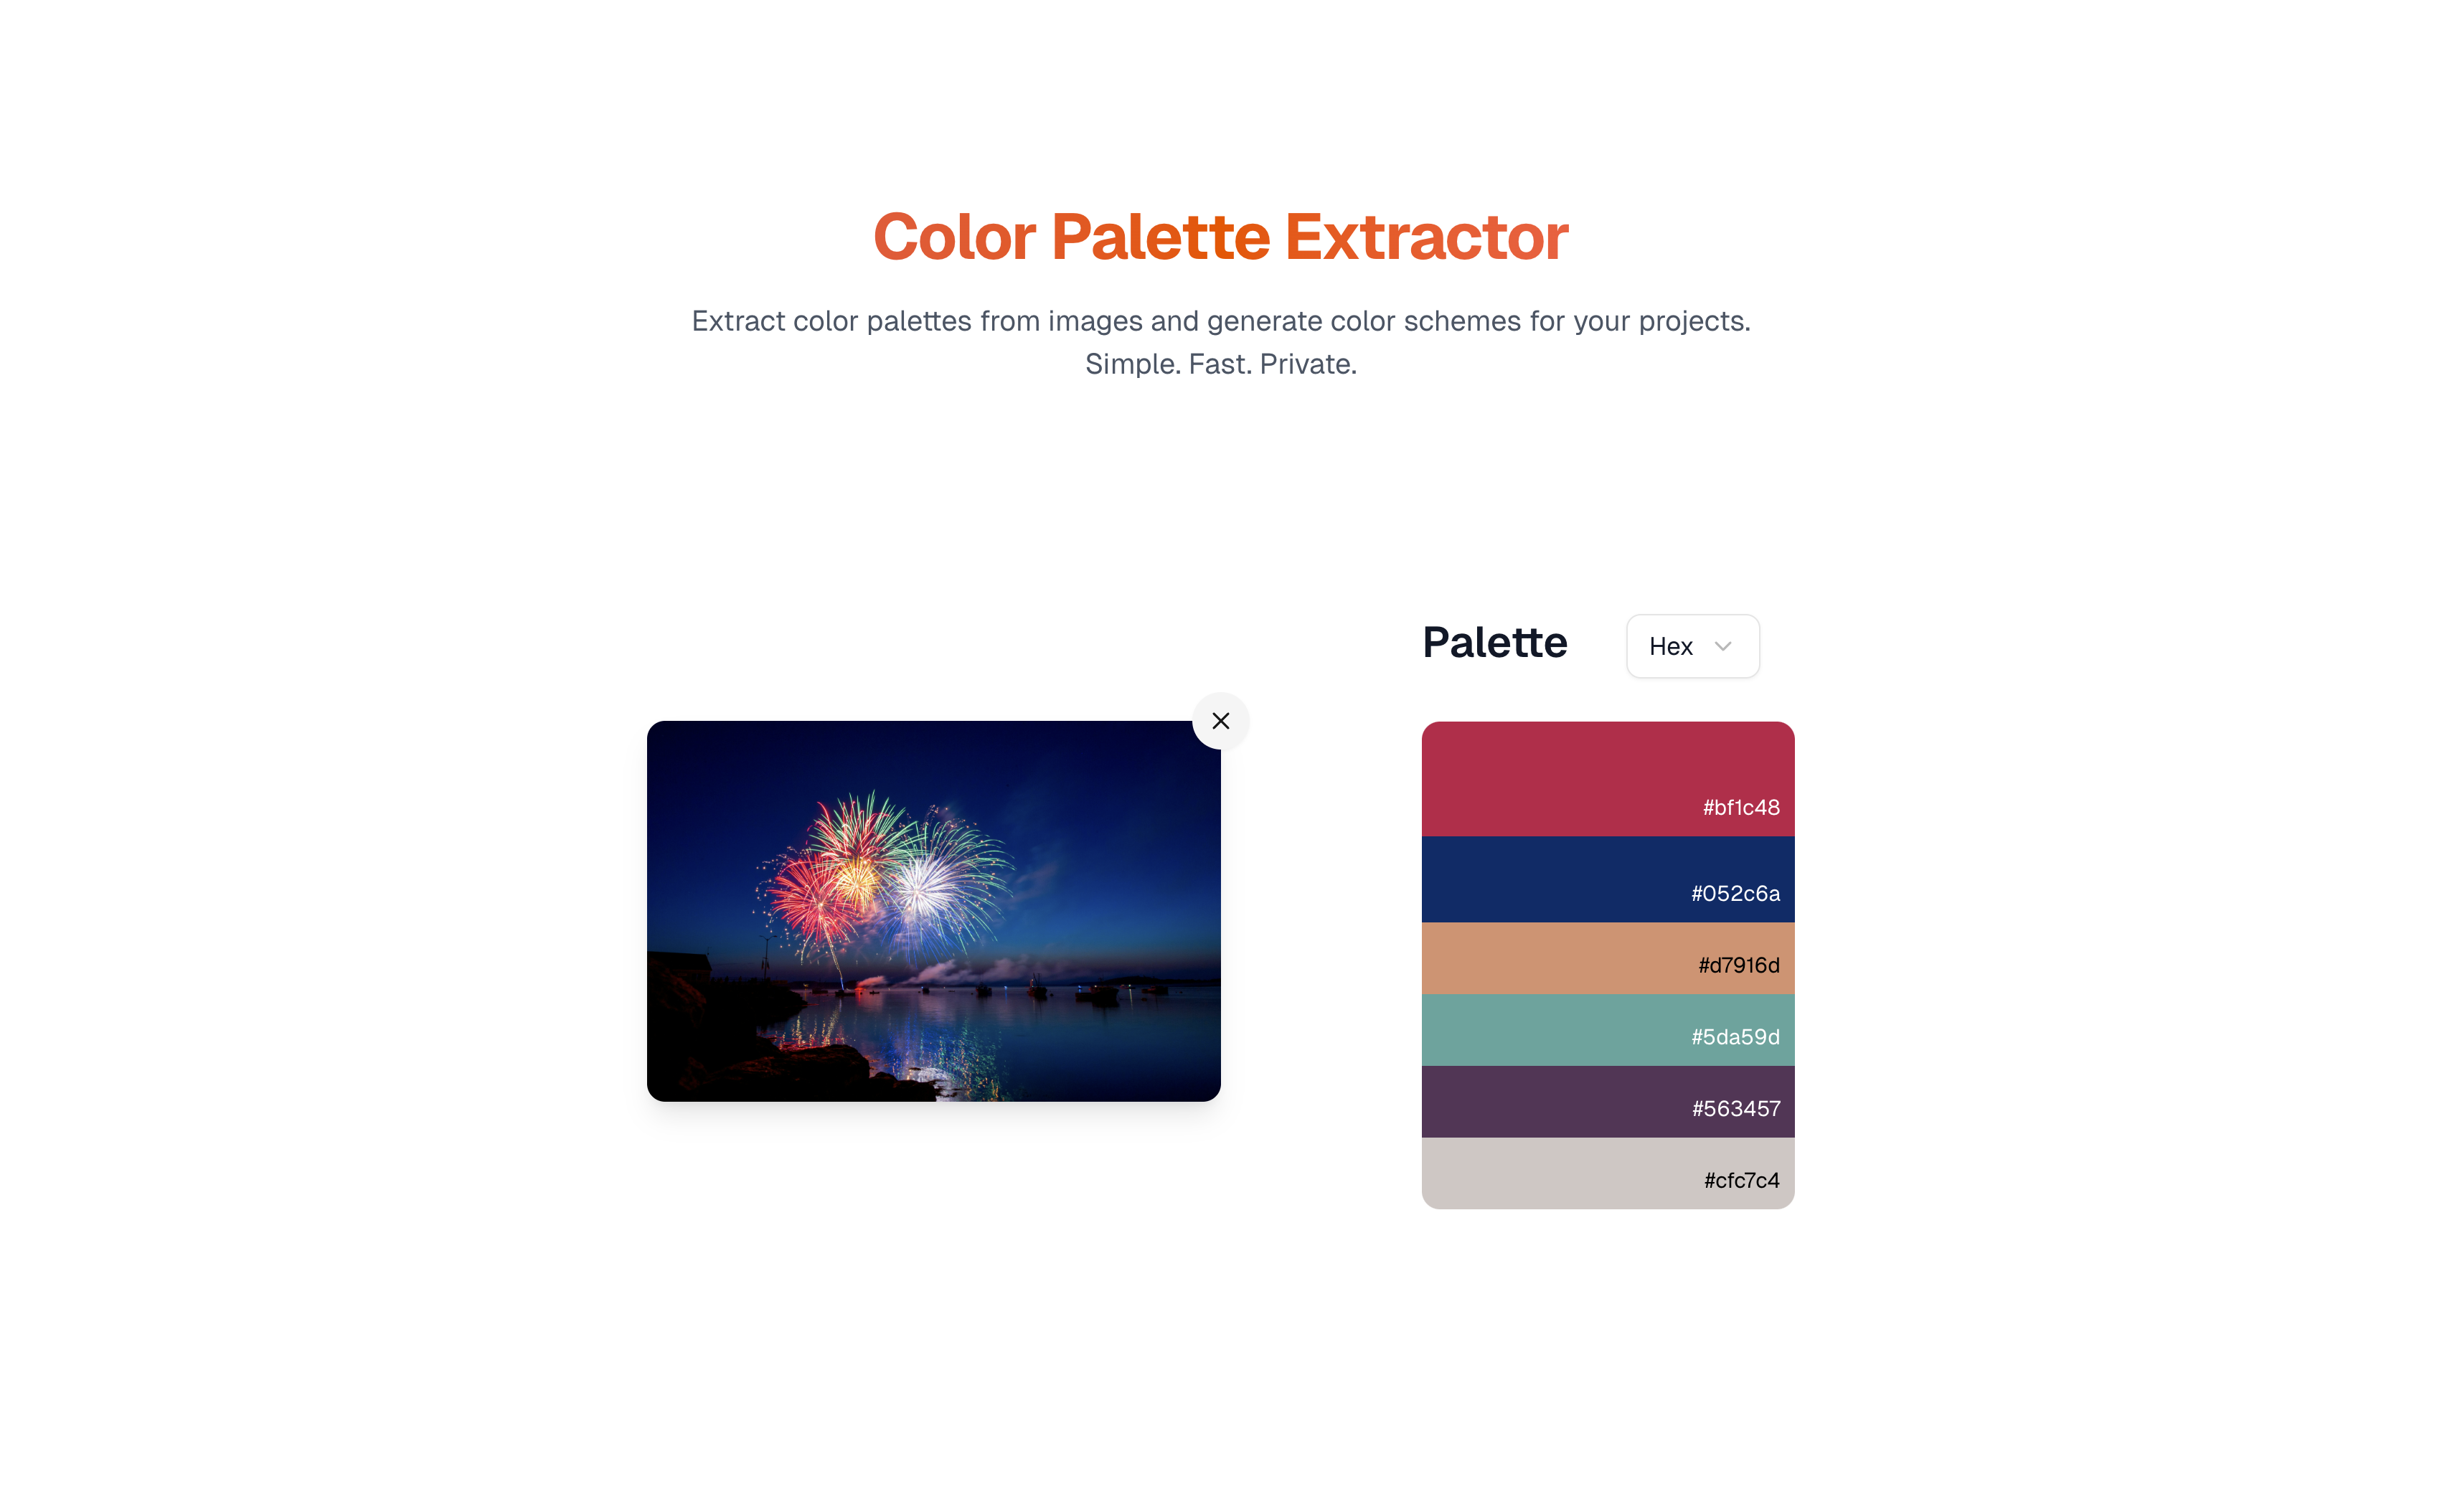 Color Palette Extractor
Extract color palettes from images and generate color schemes for your projects.
Simple. Fast. Private.
Palette
Hex
#bf1c48
#052c6a
#d7916d
#5da59d
#563457
#cfc7c4